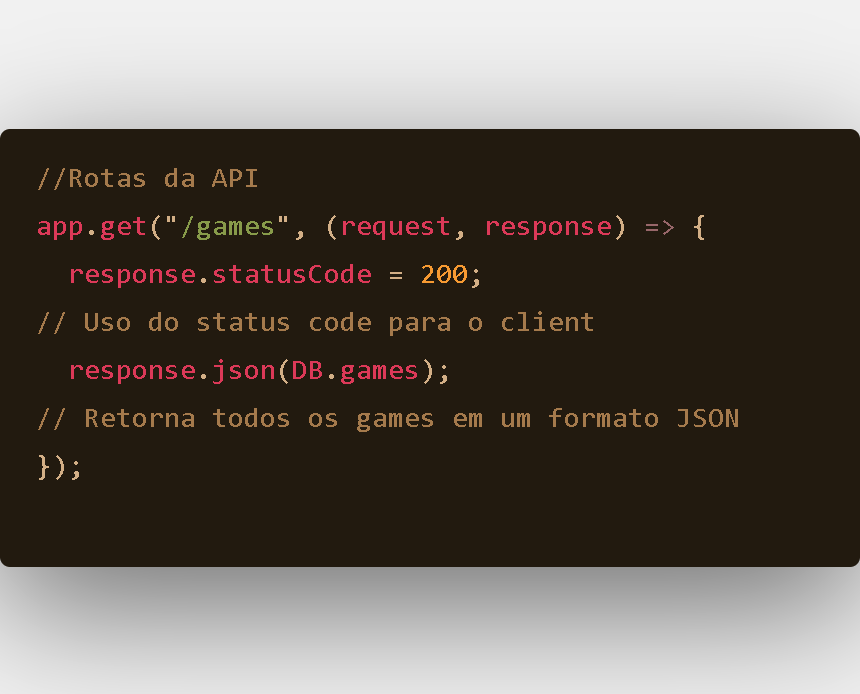 //Rotas da API
app.get("/games", (request, response) => {
  response.statusCode = 200;
// Uso do status code para o client
  response.json(DB.games);
// Retorna todos os games em um formato JSON
});